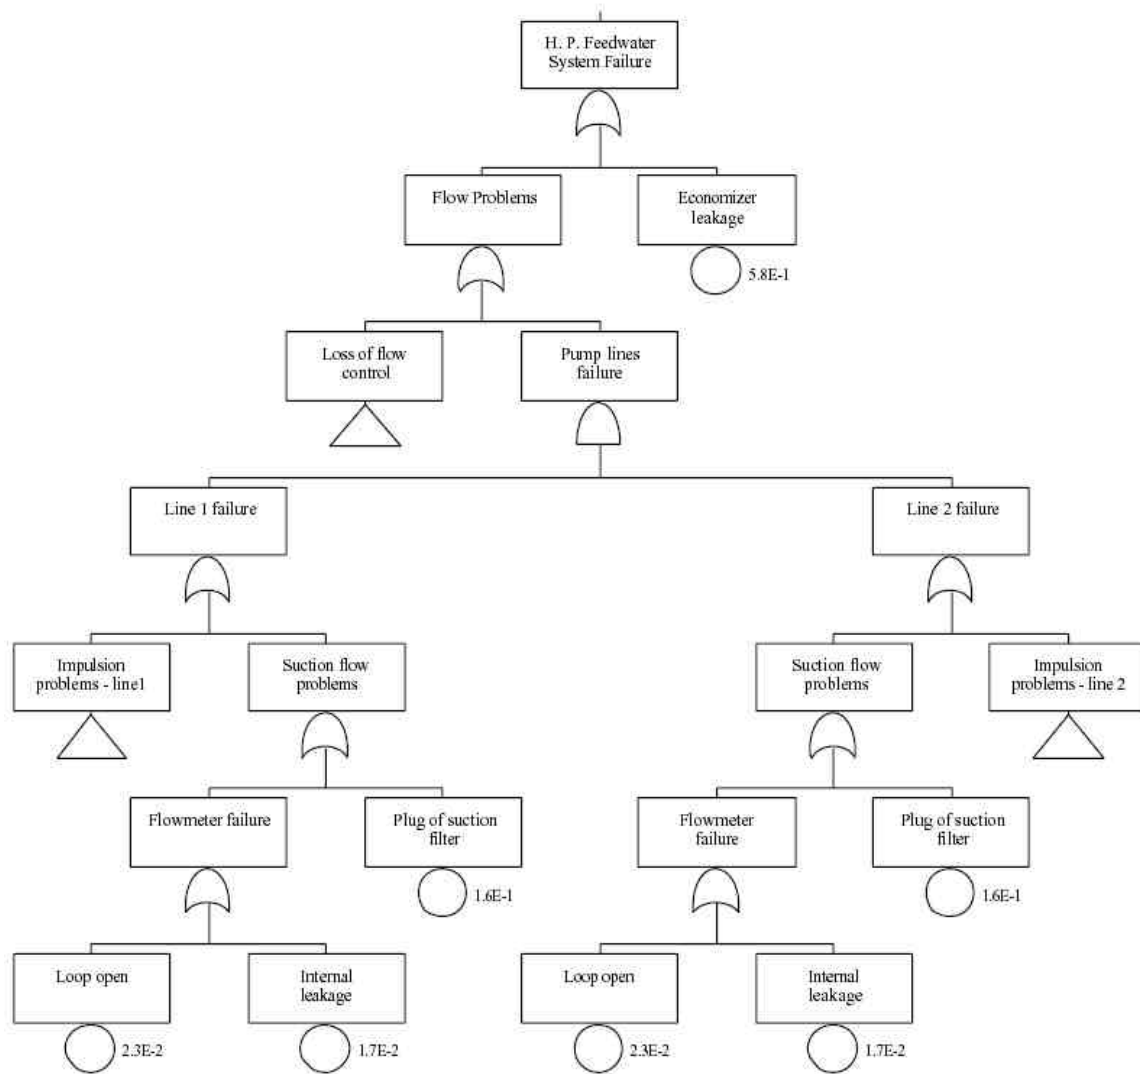 H. P. Feedwater
System Failure
Flow Problems
Economizer
leakage
5.8E-1
Loss of flow
control
Pump lines
failure
Line 1 failure
Line 2 failure
Impulsion
problems - line1
Suction flow
problems
Suction flow
problems
Impulsion
problems - line 2
Flowmeter failure
Plug of suction
filter
1.6E-1
Flowmeter
failure
Plug of suction
filter
1.6E-1
Loop open
2.3E-2
Internal
leakage
1.7E-2
Loop open
2.3E-2
Internal
leakage
1.7E-2